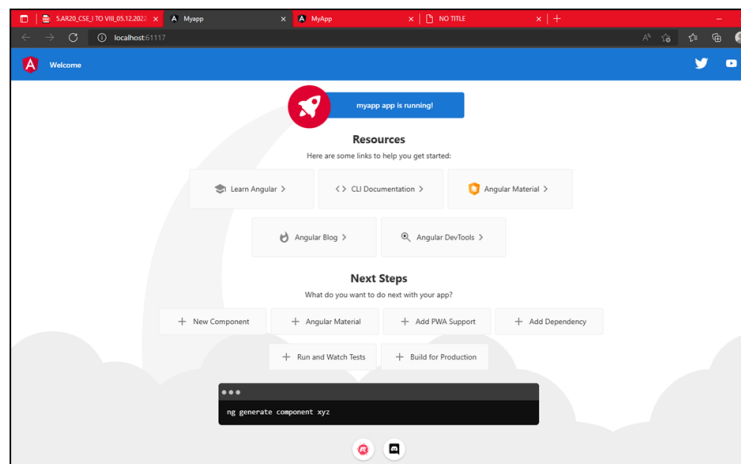 5.AR20_CSE_I TO VIII_05.12.2022
Myapp
MyApp
NO TITLE
localhost:61117
Welcome
myapp app is running!
Resources
Here are some links to help you get started:
Learn Angular
CLI Documentation
Angular Material
Angular Blog
Angular DevTools
Next Steps
What do you want to do next with your app?
New Component
Angular Material
Add PWA Support
Add Dependency
Run and Watch Tests
Build for Production
ng generate component xyz